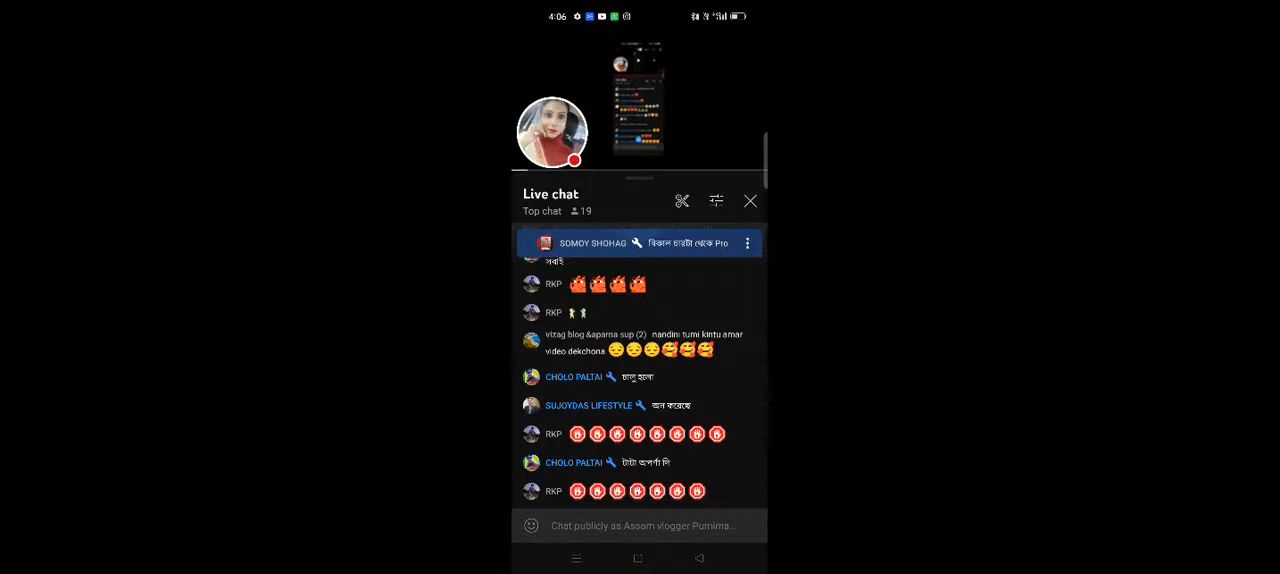 4:06
Live chat
Top chat 19
SOMOY SHOHAG বিকাল চারটা থেকে Pro
সবাই
RKP
RKP
vizag blog &aparna sup (2) nandini tumi kintu amar
video dekchona
CHOLO PALTAI চালু হলো
SUJOYDAS LIFESTYLE অন করেছে
RKP
CHOLO PALTAI টাটা অপর্ণা দি
RKP
Chat publicly as Assam vlogger Purnima...